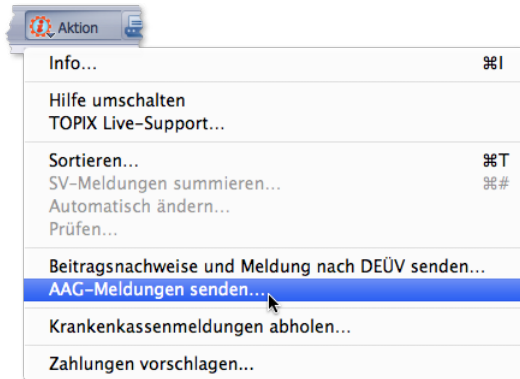 Aktion
Info... ⌘I
Hilfe umschalten
TOPIX Live-Support...
Sortieren... ⌘T
SV-Meldungen summieren... ⌘#
Automatisch ändern...
Prüfen...
Beitragsnachweise und Meldung nach DEÜV senden...
AAG-Meldungen senden...
Krankenkassenmeldungen abholen...
Zahlungen vorschlagen...